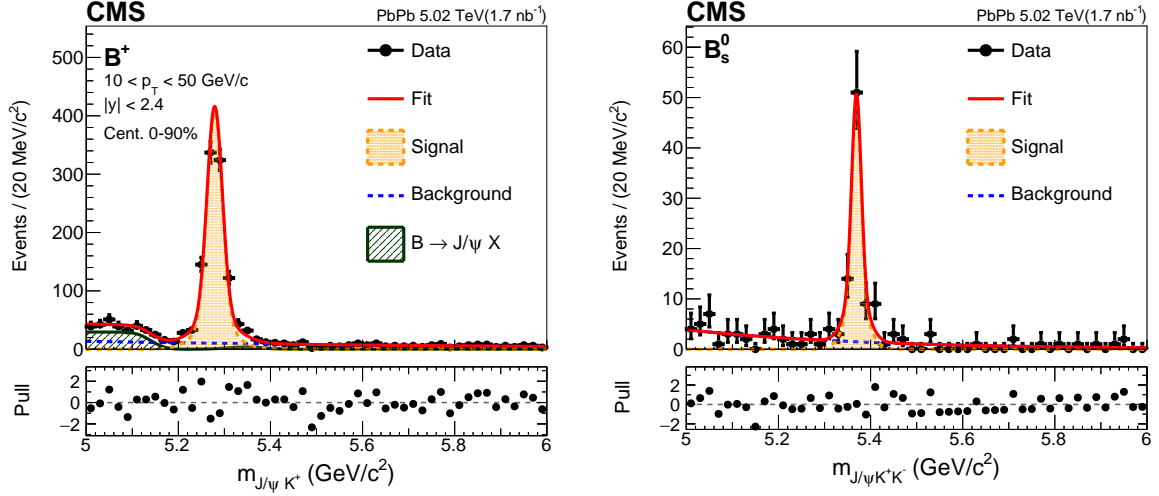 CMS
PbPb 5.02 TeV(1.7 nb⁻¹)
B⁺
10 < p_T < 50 GeV/c
|y| < 2.4
Cent. 0-90%
Data
Fit
Signal
Background
B → J/ψ X
Events / (20 MeV/c²)
500
400
300
200
100
0
Pull
2
0
−2
5 5.2 5.4 5.6 5.8 6
m_{J/ψ K⁺} (GeV/c²)
CMS
PbPb 5.02 TeV(1.7 nb⁻¹)
B_s⁰
Data
Fit
Signal
Background
Events / (20 MeV/c²)
60
50
40
30
20
10
0
Pull
2
0
−2
5 5.2 5.4 5.6 5.8 6
m_{J/ψK⁺K⁻} (GeV/c²)